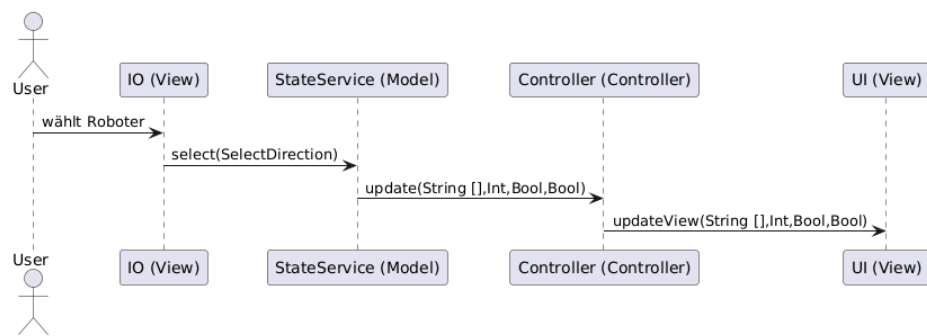 User
IO (View)
StateService (Model)
Controller (Controller)
UI (View)
wählt Roboter
select(SelectDirection)
update(String [],Int,Bool,Bool)
updateView(String [],Int,Bool,Bool)
User
IO (View)
StateService (Model)
Controller (Controller)
UI (View)